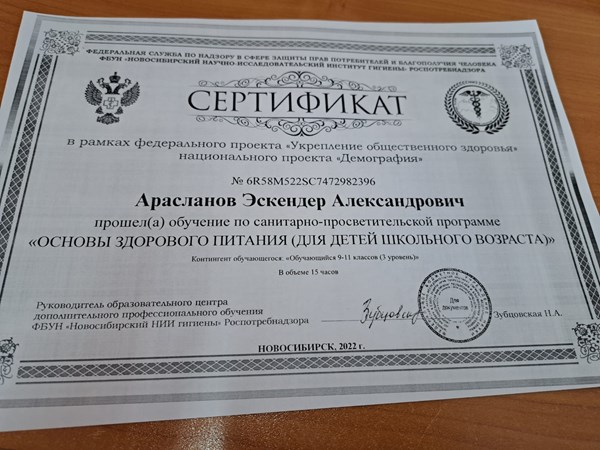 ФЕДЕРАЛЬНАЯ СЛУЖБА ПО НАДЗОРУ В СФЕРЕ ЗАЩИТЫ ПРАВ ПОТРЕБИТЕЛЕЙ И БЛАГОПОЛУЧИЯ ЧЕЛОВЕКА
ФБУН «НОВОСИБИРСКИЙ НАУЧНО-ИССЛЕДОВАТЕЛЬСКИЙ ИНСТИТУТ ГИГИЕНЫ» РОСПОТРЕБНАДЗОРА
СЕРТИФИКАТ
в рамках федерального проекта «Укрепление общественного здоровья»
национального проекта «Демография»
№ 6R58M522SC7472982396
Арасланов Эскендер Александрович
прошел(а) обучение по санитарно-просветительской программе
«ОСНОВЫ ЗДОРОВОГО ПИТАНИЯ (ДЛЯ ДЕТЕЙ ШКОЛЬНОГО ВОЗРАСТА)»
Контингент обучающегося: «Обучающийся 9-11 классов (3 уровень)»
В объеме 15 часов
Руководитель образовательного центра
дополнительного профессионального обучения
ФБУН «Новосибирский НИИ гигиены» Роспотребнадзора
Для документов
Зубцовская Н.А.
НОВОСИБИРСК, 2022 г.